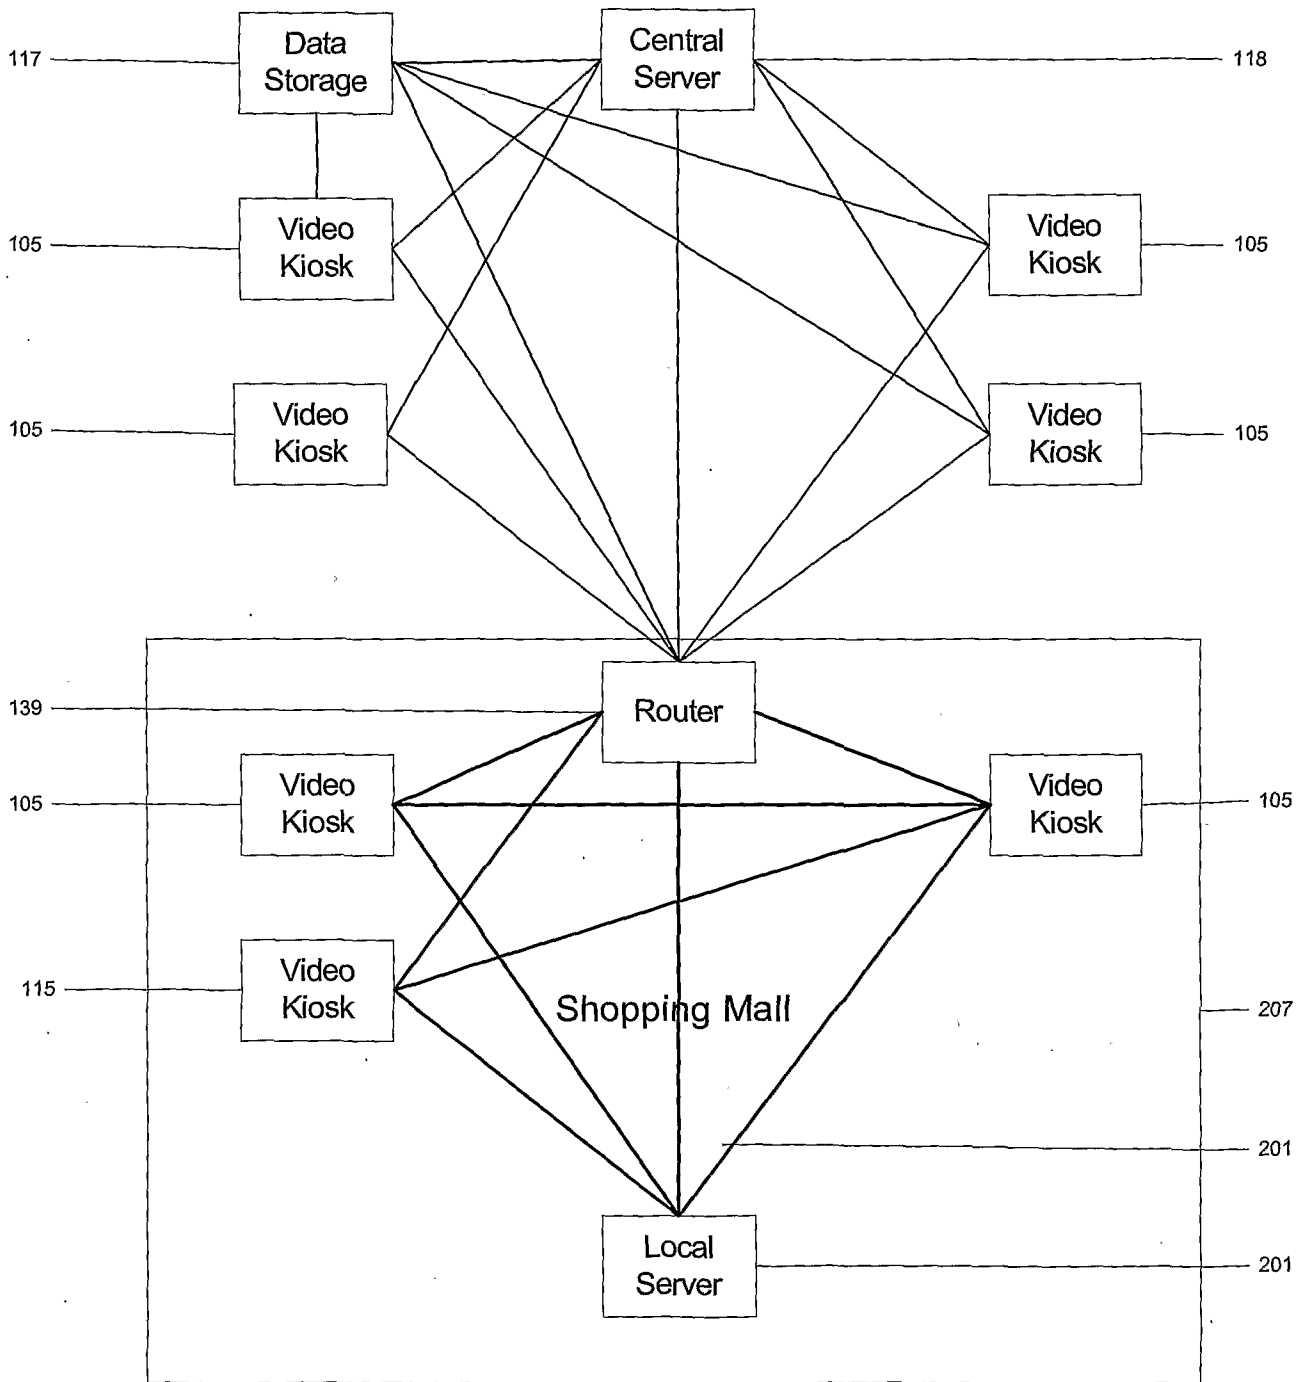 117
Data
Storage
Central
Server
118
105
Video
Kiosk
Video
Kiosk
105
105
Video
Kiosk
Video
Kiosk
105
139
Router
105
Video
Kiosk
Video
Kiosk
105
115
Video
Kiosk
Shopping Mall
207
201
Local
Server
201